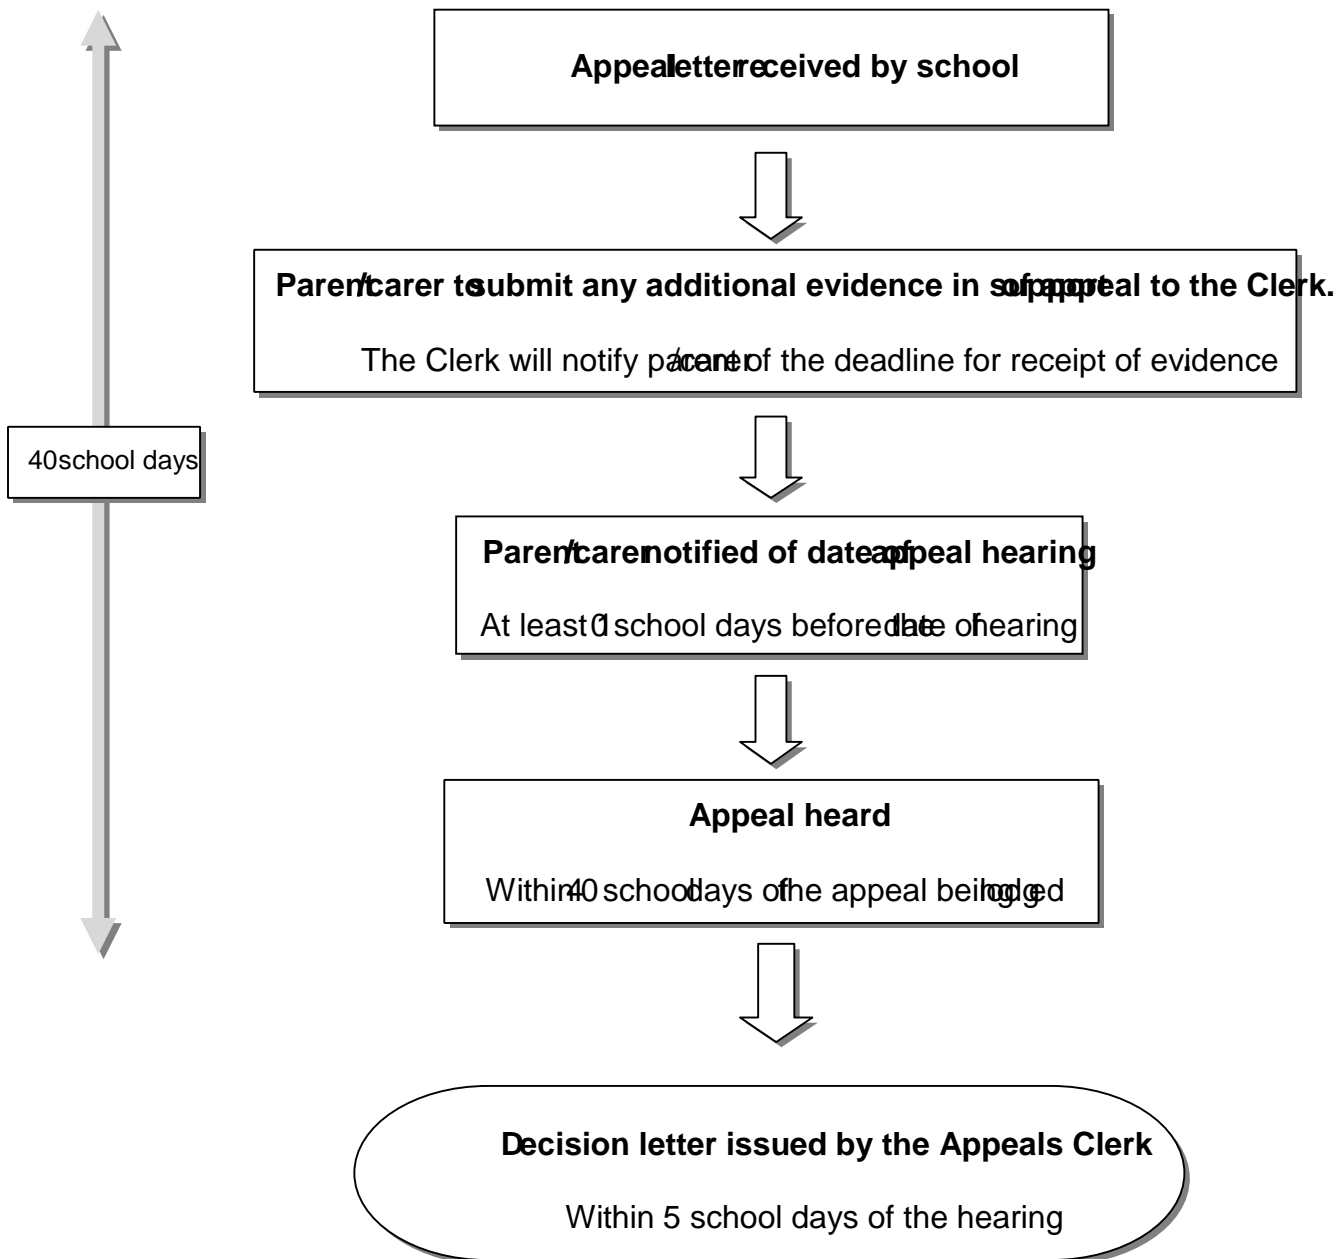 Appeal letter received by school
Parent/carer to submit any additional evidence in support of appeal to the Clerk.
The Clerk will notify parent/carer of the deadline for receipt of evidence.
40 school days
Parent/carer notified of date of appeal hearing
At least 10 school days before the date of hearing
Appeal heard
Within 40 school days of the appeal being lodged
Decision letter issued by the Appeals Clerk
Within 5 school days of the hearing